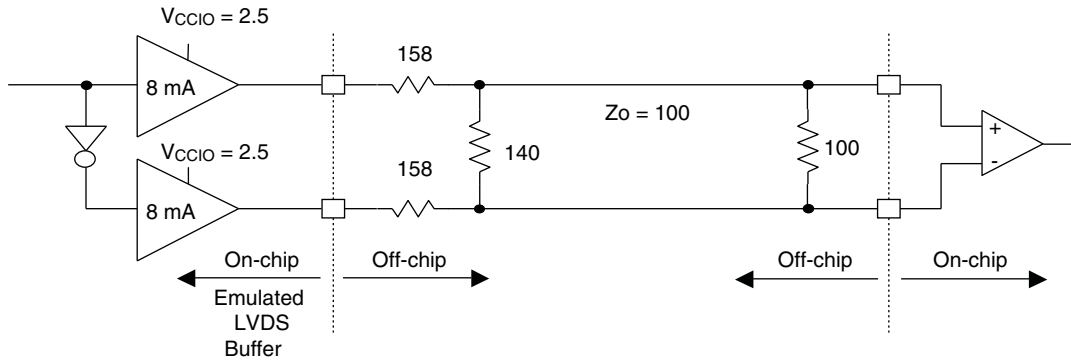 VCCIO = 2.5
158
8 mA
Zo = 100
VCCIO = 2.5
158
140
100
+
-
8 mA
On-chip
Off-chip
Off-chip
On-chip
Emulated
LVDS
Buffer